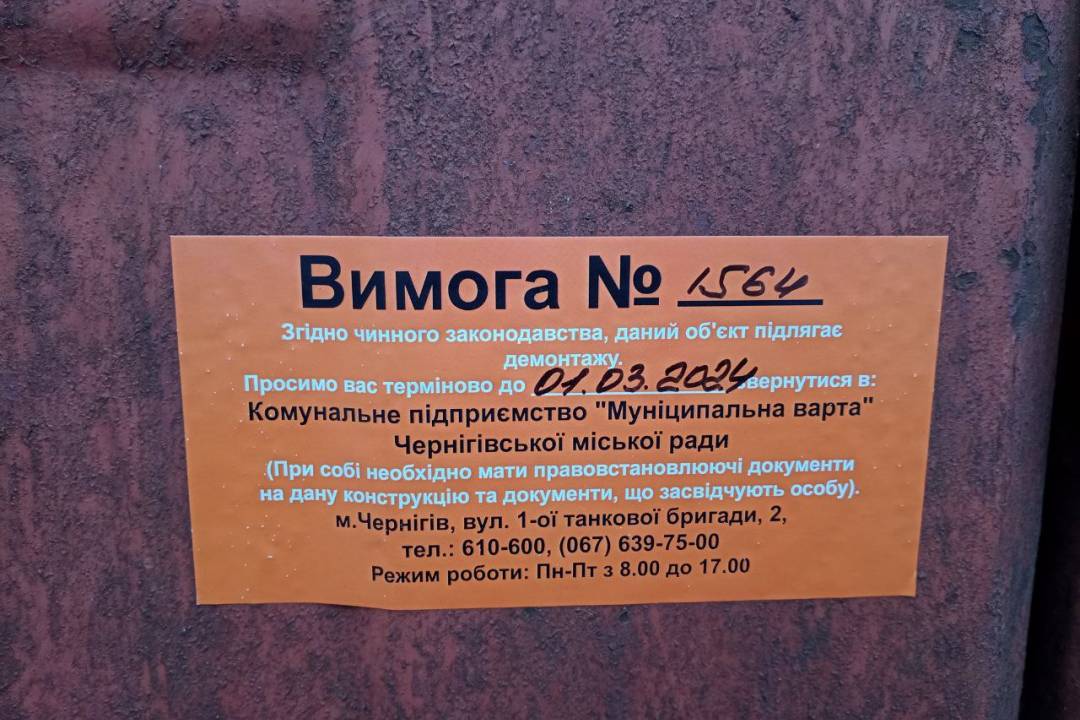 Вимога № 1564
Згідно чинного законодавства, даний об'єкт підлягає
демонтажу.
Просимо вас терміново до 01.03.2024 звернутися в:
Комунальне підприємство "Муніципальна варта"
Чернігівської міської ради
(При собі необхідно мати правовстановлюючі документи
на дану конструкцію та документи, що засвідчують особу).
м.Чернігів, вул. 1-ої танкової бригади, 2,
тел.: 610-600, (067) 639-75-00
Режим роботи: Пн-Пт з 8.00 до 17.00